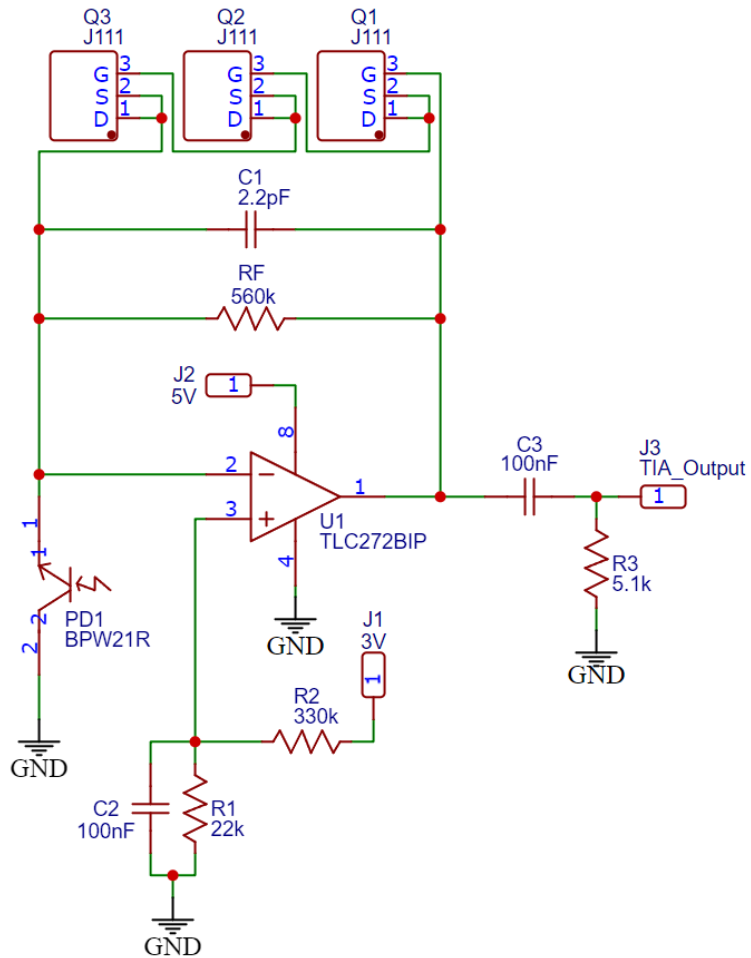 Q3
J111
G 3
S 2
D 1
Q2
J111
G 3
S 2
D 1
Q1
J111
G 3
S 2
D 1
C1
2.2pF
RF
560k
J2
5V
1
8
2
3
1
4
U1
TLC272BIP
C3
100nF
J3
TIA_Output
1
R3
5.1k
GND
GND
1
1
2
2
PD1
BPW21R
GND
J1
3V
1
R2
330k
C2
100nF
R1
22k
GND